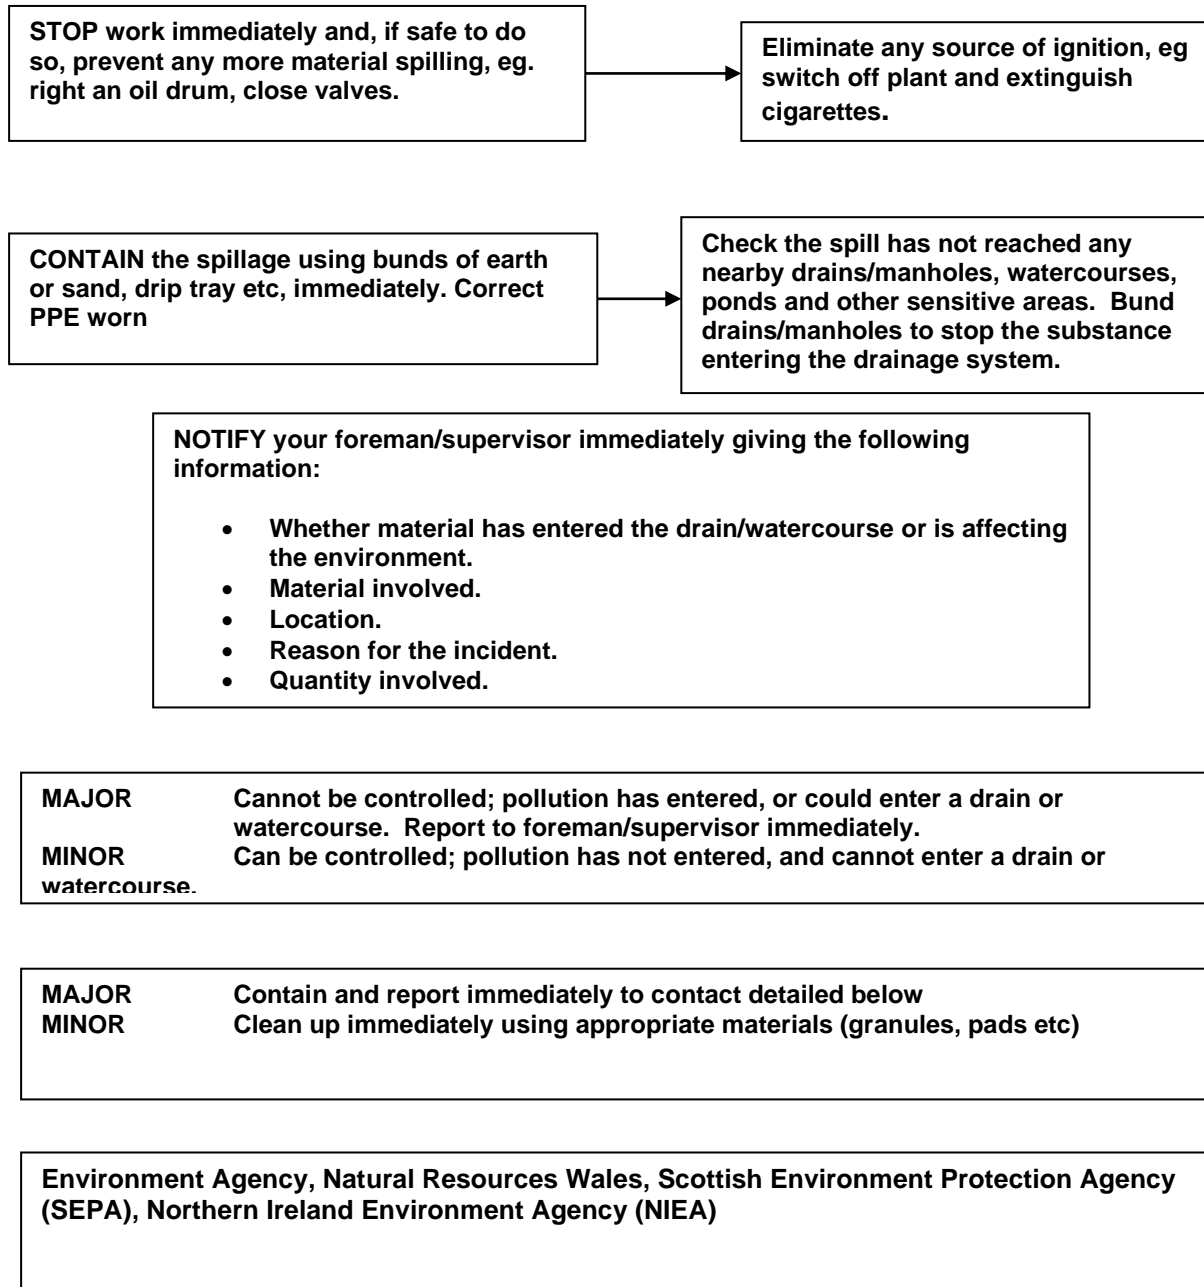 STOP work immediately and, if safe to do
so, prevent any more material spilling, eg.
right an oil drum, close valves.
Eliminate any source of ignition, eg
switch off plant and extinguish
cigarettes.
CONTAIN the spillage using bunds of earth
or sand, drip tray etc, immediately. Correct
PPE worn
Check the spill has not reached any
nearby drains/manholes, watercourses,
ponds and other sensitive areas. Bund
drains/manholes to stop the substance
entering the drainage system.
NOTIFY your foreman/supervisor immediately giving the following
information:
• Whether material has entered the drain/watercourse or is affecting
the environment.
• Material involved.
• Location.
• Reason for the incident.
• Quantity involved.
MAJOR Cannot be controlled; pollution has entered, or could enter a drain or
watercourse. Report to foreman/supervisor immediately.
MINOR Can be controlled; pollution has not entered, and cannot enter a drain or
watercourse.
MAJOR Contain and report immediately to contact detailed below
MINOR Clean up immediately using appropriate materials (granules, pads etc)
Environment Agency, Natural Resources Wales, Scottish Environment Protection Agency
(SEPA), Northern Ireland Environment Agency (NIEA)